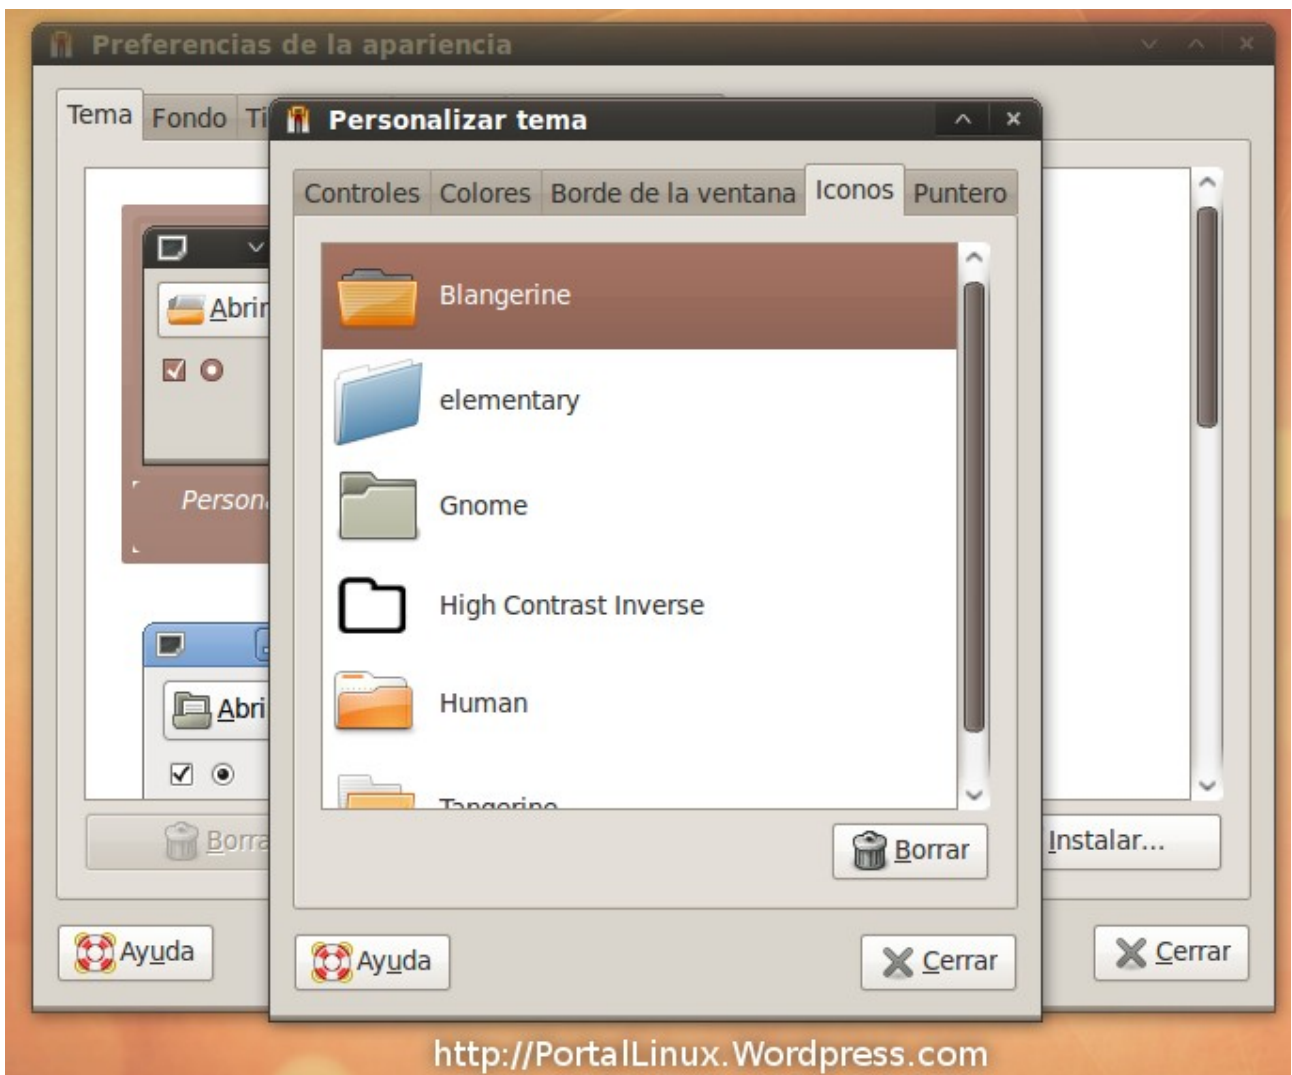 Preferencias de la apariencia
Tema Fondo
Personalizar tema
Controles Colores Borde de la ventana Iconos Puntero
Abrir
Blangerine
elementary
Gnome
High Contrast Inverse
Human
Tangerine
Borrar
Instalar...
Ayuda
Ayuda
Cerrar
Cerrar
http://PortalLinux.Wordpress.com